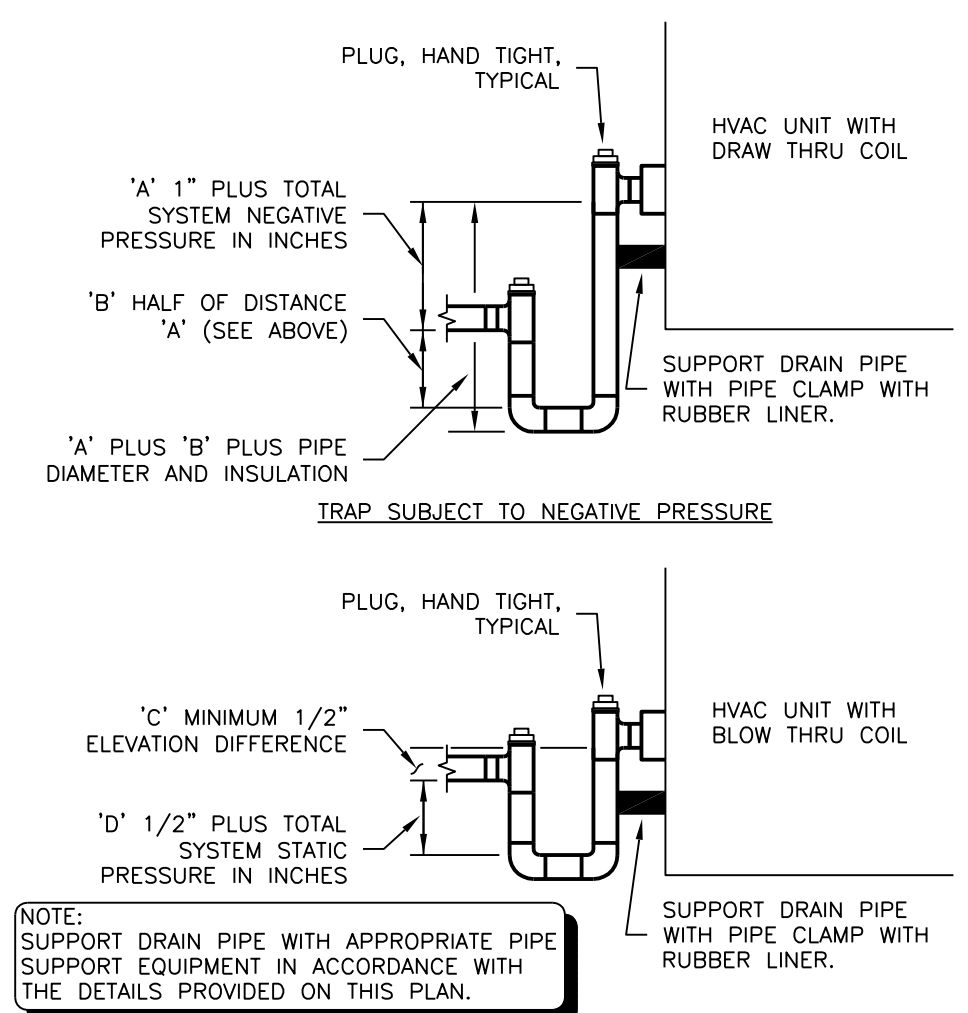 PLUG, HAND TIGHT,
TYPICAL
HVAC UNIT WITH
DRAW THRU COIL
'A' 1" PLUS TOTAL
SYSTEM NEGATIVE
PRESSURE IN INCHES
'B' HALF OF DISTANCE
'A' (SEE ABOVE)
SUPPORT DRAIN PIPE
WITH PIPE CLAMP WITH
RUBBER LINER.
'A' PLUS 'B' PLUS PIPE
DIAMETER AND INSULATION
TRAP SUBJECT TO NEGATIVE PRESSURE
PLUG, HAND TIGHT,
TYPICAL
HVAC UNIT WITH
BLOW THRU COIL
'C' MINIMUM 1/2"
ELEVATION DIFFERENCE
'D' 1/2" PLUS TOTAL
SYSTEM STATIC
PRESSURE IN INCHES
SUPPORT DRAIN PIPE
WITH PIPE CLAMP WITH
RUBBER LINER.
NOTE:
SUPPORT DRAIN PIPE WITH APPROPRIATE PIPE
SUPPORT EQUIPMENT IN ACCORDANCE WITH
THE DETAILS PROVIDED ON THIS PLAN.